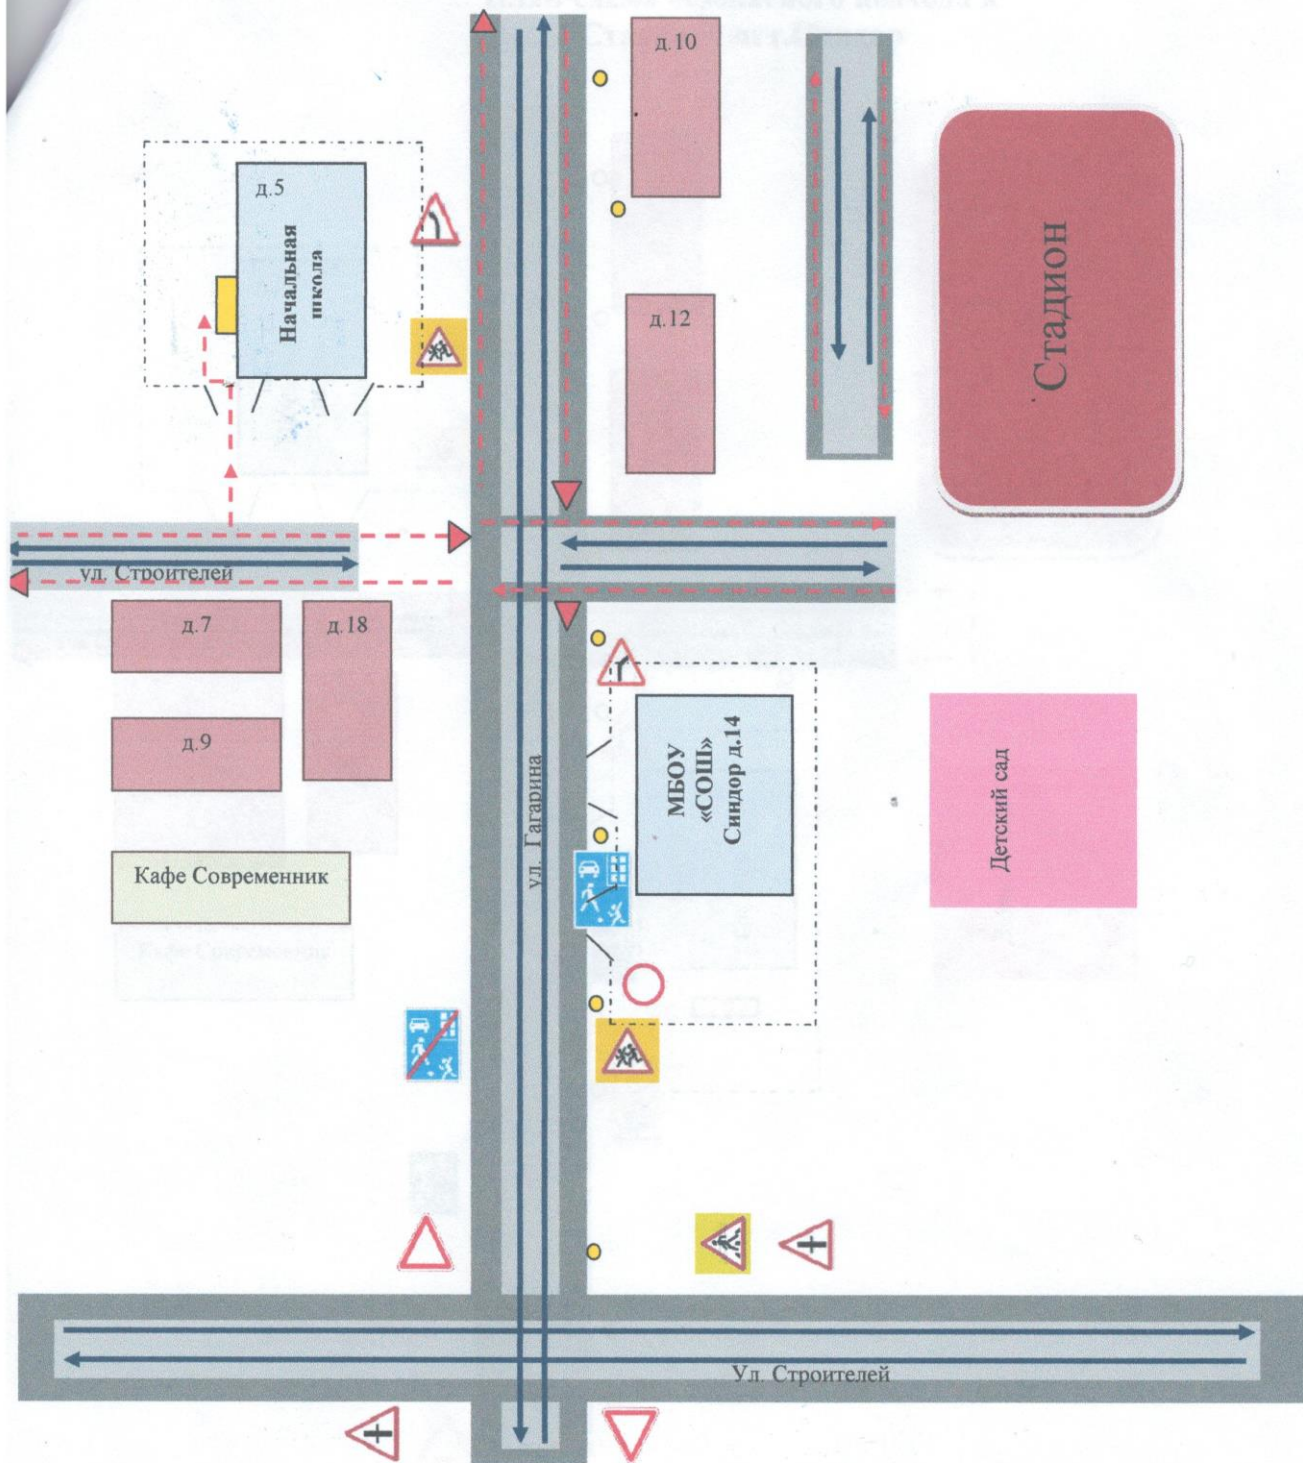 д.10
д.5
Начальная
школа
д.12
Стадион
ул. Строителей
д.7
д.18
д.9
ул. Гагарина
МБОУ
«СОШ»
Синдор д.14
Детский сад
Кафе Современник
Ул. Строителей